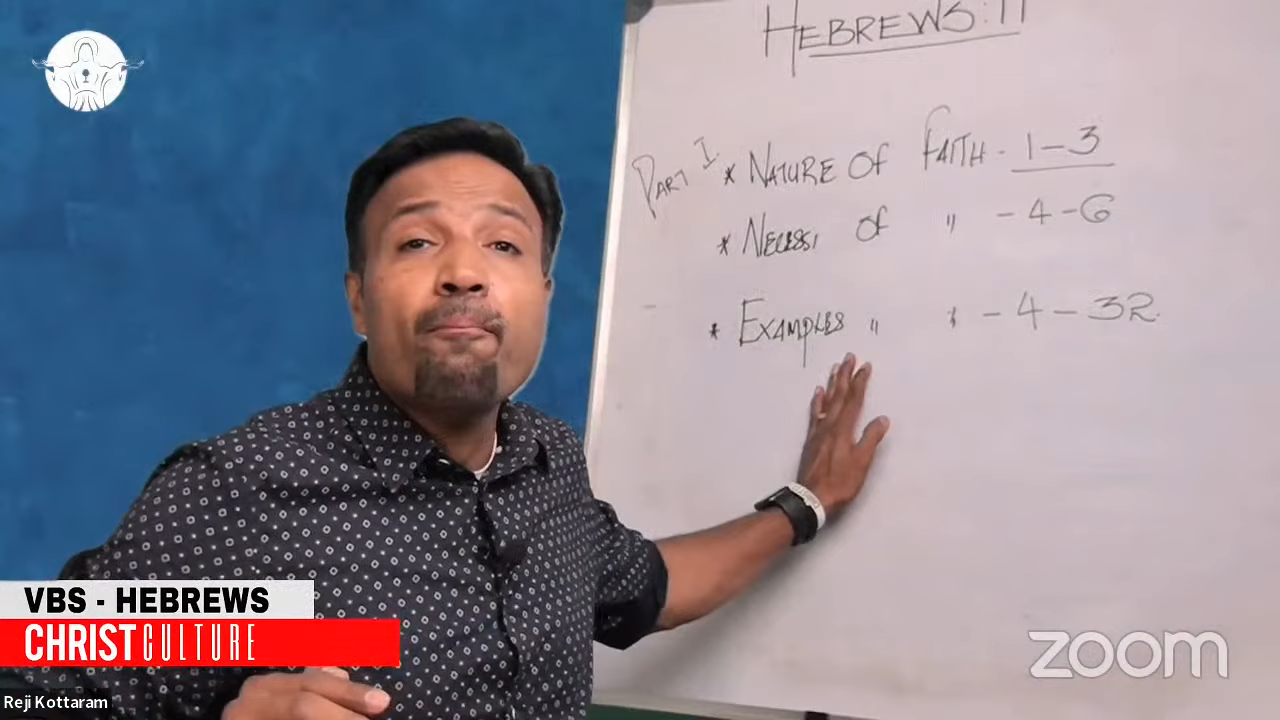 HEBREWS: 11
PART I * NATURE OF FAITH - 1-3
* NECESSI OF " - 4-6
* EXAMPLES " " - 4-32
VBS - HEBREWS
CHRIST CULTURE
zoom
Reji Kottaram